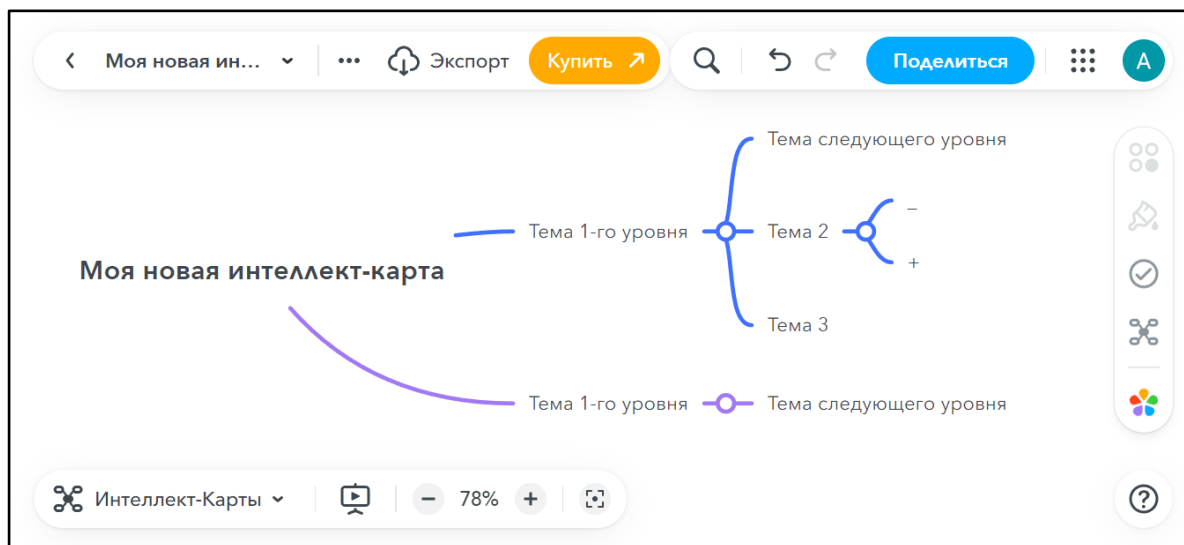 Моя новая ин...
Экспорт
Купить
Поделиться
А
Тема следующего уровня
Тема 1-го уровня
Тема 2
–
+
Моя новая интеллект-карта
Тема 3
Тема 1-го уровня
Тема следующего уровня
Интеллект-Карты
− 78% +
?